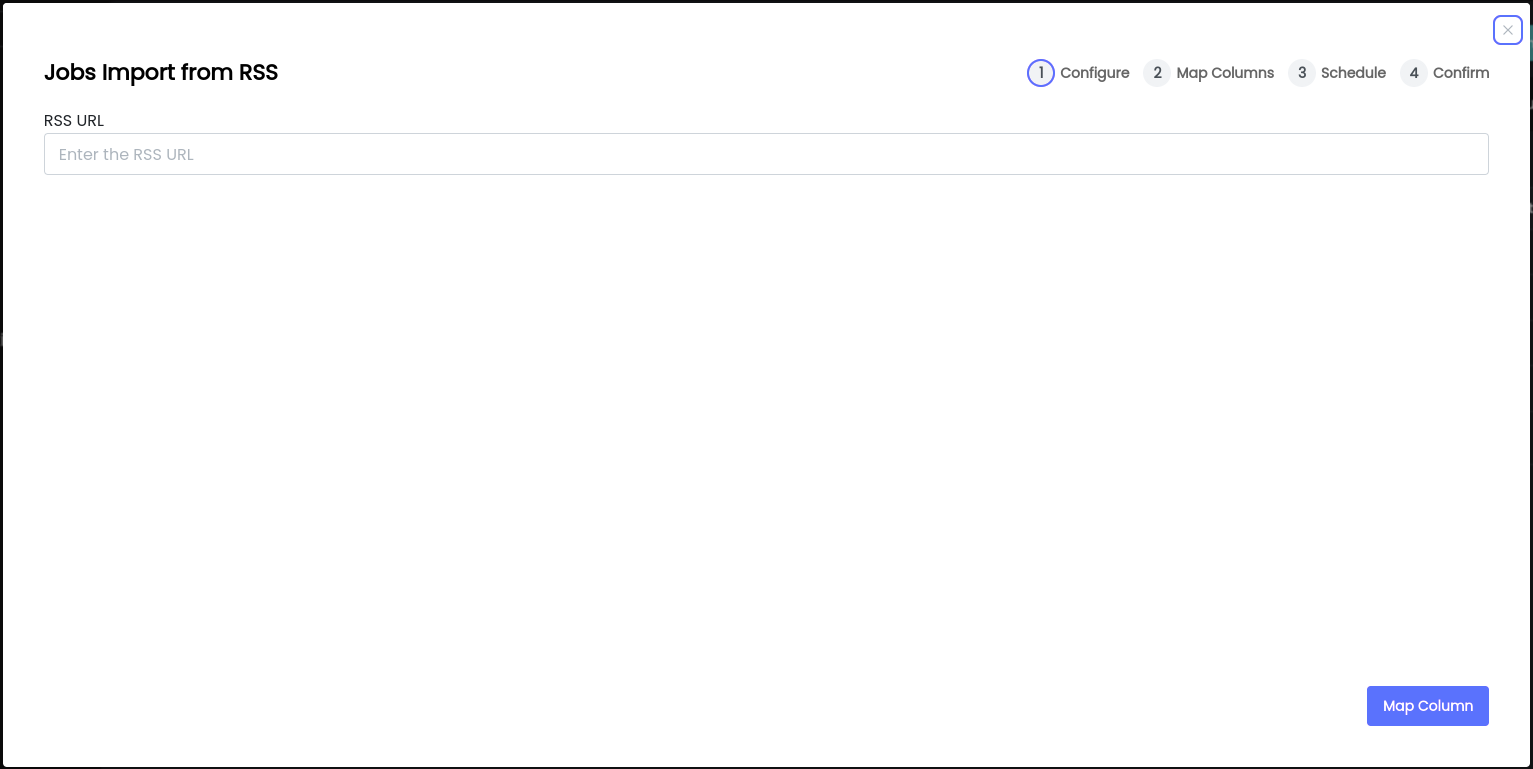 Jobs Import from RSS
1 Configure 2 Map Columns 3 Schedule 4 Confirm
RSS URL
Enter the RSS URL
Map Column